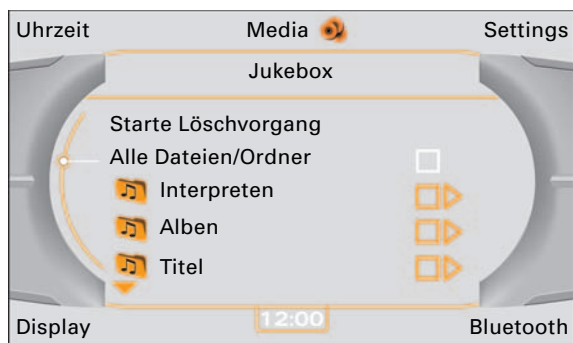 Uhrzeit Media Settings
Jukebox
Starte Löschvorgang
Alle Dateien/Ordner
Interpreten
Alben
Titel
Display 12:00 Bluetooth